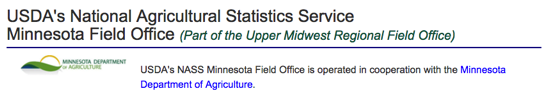 USDA's National Agricultural Statistics Service
Minnesota Field Office (Part of the Upper Midwest Regional Field Office)
MINNESOTA DEPARTMENT
OF AGRICULTURE
USDA's NASS Minnesota Field Office is operated in cooperation with the Minnesota
Department of Agriculture.